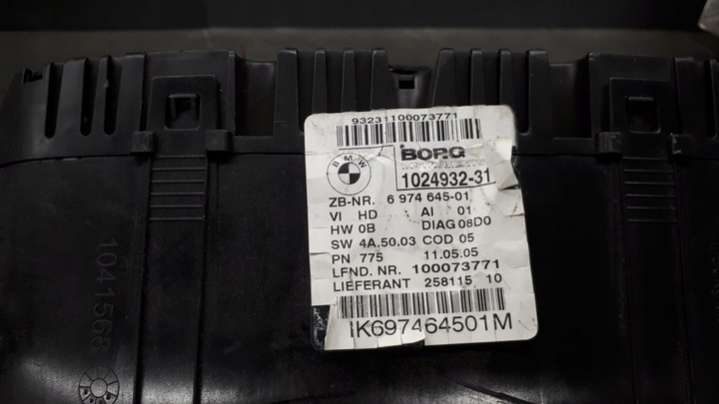 93231100073771
BMW
BORG
1024932-31
ZB-NR. 6 974 645-01
VI HD AI 01
HW 0B DIAG 08D0
SW 4A.50.03 COD 05
PN 775 11.05.05
LFND. NR. 100073771
LIEFERANT 258115 10
IK697464501M
1041568